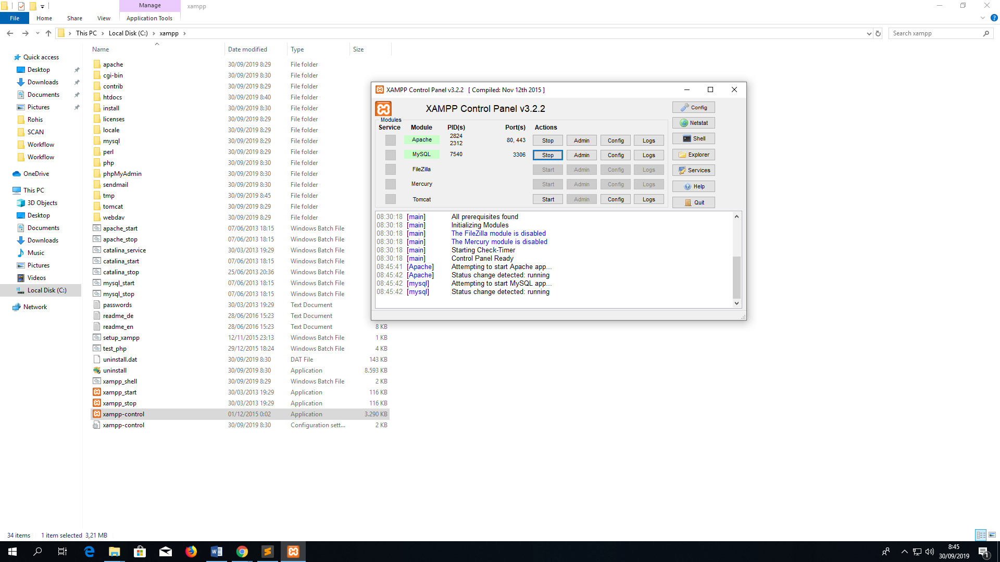 Manage
xampp
File
Home
Share
View
Application Tools
This PC
Local Disk (C:)
xampp
Search xampp
Name
Date modified
Type
Size
Quick access
Desktop
Downloads
Documents
Pictures
Rohis
SCAN
Workflow
Workflow
OneDrive
This PC
3D Objects
Desktop
Documents
Downloads
Music
Pictures
Videos
Local Disk (C:)
Network
apache 30/09/2019 8:29 File folder
cgi-bin 30/09/2019 8:30 File folder
contrib 30/09/2019 8:29 File folder
htdocs 30/09/2019 8:40 File folder
install 30/09/2019 8:30 File folder
licenses 30/09/2019 8:29 File folder
locale 30/09/2019 8:29 File folder
mysql 30/09/2019 8:29 File folder
perl 30/09/2019 8:29 File folder
php 30/09/2019 8:30 File folder
phpMyAdmin 30/09/2019 8:30 File folder
sendmail 30/09/2019 8:30 File folder
tmp 30/09/2019 8:45 File folder
tomcat 30/09/2019 8:29 File folder
webdav 30/09/2019 8:29 File folder
apache_start 07/06/2013 18:15 Windows Batch File
apache_stop 07/06/2013 18:15 Windows Batch File
catalina_service 30/03/2013 19:29 Windows Batch File
catalina_start 07/06/2013 18:15 Windows Batch File
catalina_stop 25/06/2013 20:36 Windows Batch File
mysql_start 07/06/2013 18:15 Windows Batch File
mysql_stop 07/06/2013 18:15 Windows Batch File
passwords 30/03/2013 19:29 Text Document
readme_de 28/06/2016 15:23 Text Document
readme_en 28/06/2016 15:23 Text Document 8 KB
setup_xampp 12/11/2015 23:13 Windows Batch File 1 KB
test_php 29/12/2015 18:24 Windows Batch File 4 KB
uninstall.dat 30/09/2019 8:30 DAT File 143 KB
uninstall 30/09/2019 8:30 Application 8.593 KB
xampp_shell 30/09/2019 8:29 Windows Batch File 2 KB
xampp_start 30/03/2013 19:29 Application 116 KB
xampp_stop 30/03/2013 19:29 Application 116 KB
xampp-control 01/12/2015 0:02 Application 3.290 KB
xampp-control 30/09/2019 8:30 Configuration sett... 2 KB
XAMPP Control Panel v3.2.2 [ Compiled: Nov 12th 2015 ]
XAMPP Control Panel v3.2.2
Modules
Service Module PID(s) Port(s) Actions
Apache 2824 2312 80, 443 Stop Admin Config Logs
MySQL 7540 3306 Stop Admin Config Logs
FileZilla Start Admin Config Logs
Mercury Start Admin Config Logs
Tomcat Start Admin Config Logs
Config
Netstat
Shell
Explorer
Services
Help
Quit
08:30:18 [main] All prerequisites found
08:30:18 [main] Initializing Modules
08:30:18 [main] The FileZilla module is disabled
08:30:18 [main] The Mercury module is disabled
08:30:18 [main] Starting Check-Timer
08:30:18 [main] Control Panel Ready
08:45:41 [Apache] Attempting to start Apache app...
08:45:42 [Apache] Status change detected: running
08:45:42 [mysql] Attempting to start MySQL app...
08:45:42 [mysql] Status change detected: running
34 items 1 item selected 3,21 MB
8:45
30/09/2019
1